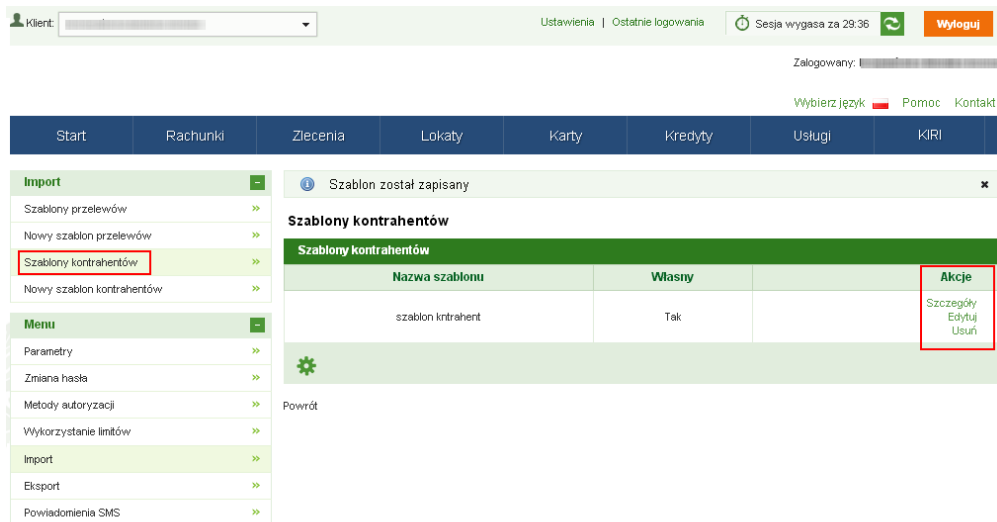 Klient:
Ustawienia | Ostatnie logowania
Sesja wygasa za 29:36
Wyloguj
Zalogowany:
Wybierz język Pomoc Kontakt
Start Rachunki Zlecenia Lokaty Karty Kredyty Usługi KIRI
Import
Szablony przelewów
Nowy szablon przelewów
Szablony kontrahentów
Nowy szablon kontrahentów
Menu
Parametry
Zmiana hasła
Metody autoryzacji
Wykorzystanie limitów
Import
Eksport
Powiadomienia SMS
Szablon został zapisany
Szablony kontrahentów
Szablony kontrahentów
Nazwa szablonu Własny Akcje
szablon kntrahent Tak Szczegóły
Edytuj
Usuń
Powrót